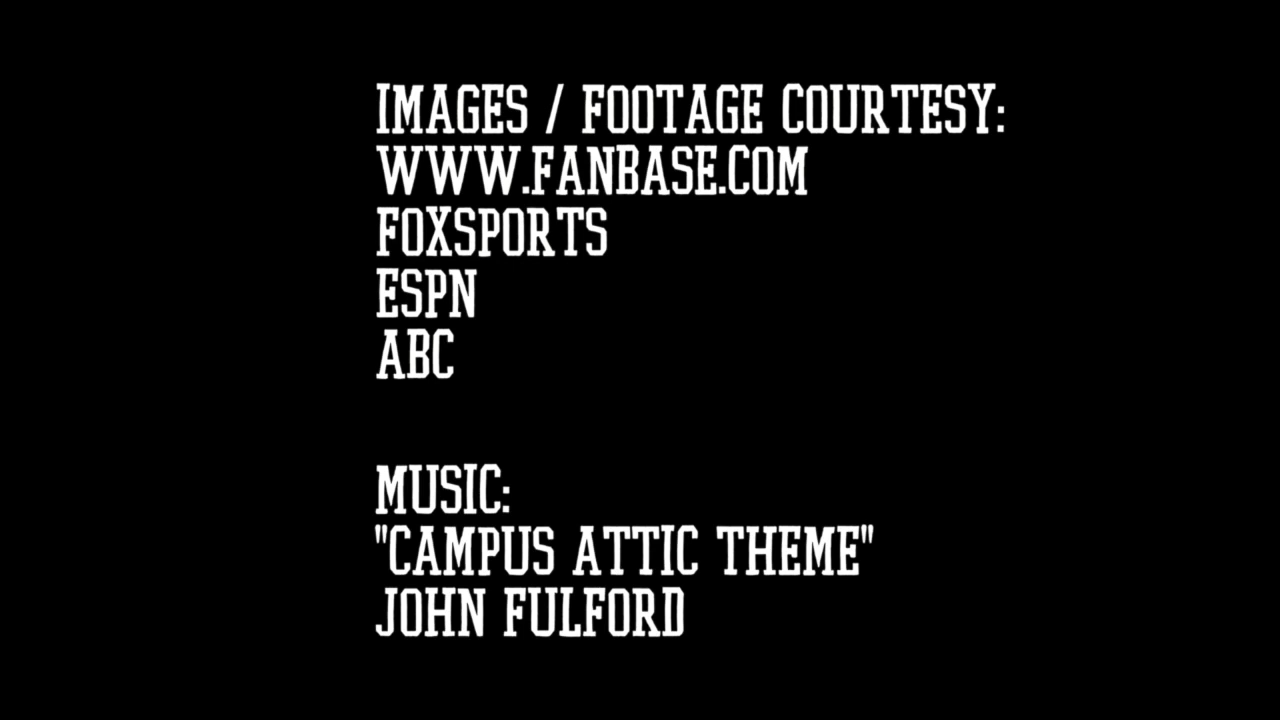 IMAGES / FOOTAGE COURTESY:
WWW.FANBASE.COM
FOXSPORTS
ESPN
ABC
MUSIC:
"CAMPUS ATTIC THEME"
JOHN FULFORD